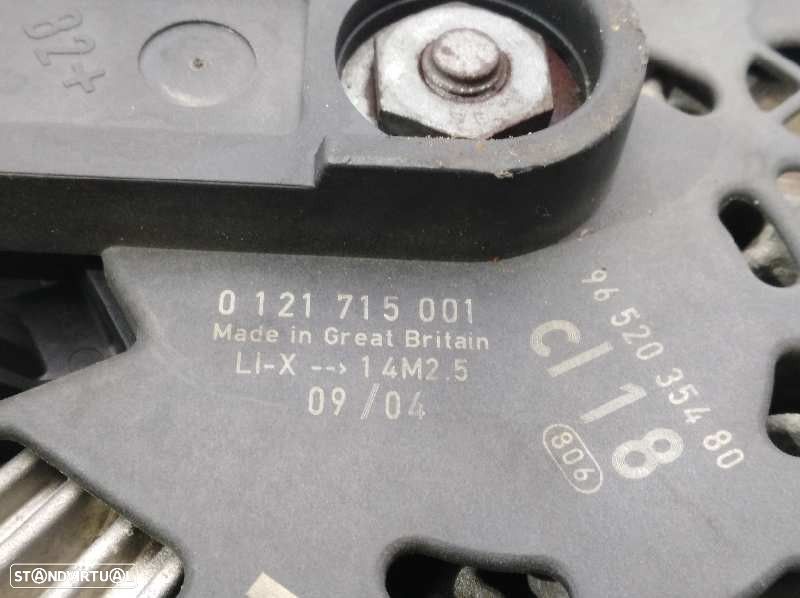 82+
0 121 715 001
Made in Great Britain
Li-X --> 14M2.5
09/04
96 520 354 80
cl 18
806
STANDVIRTUAL